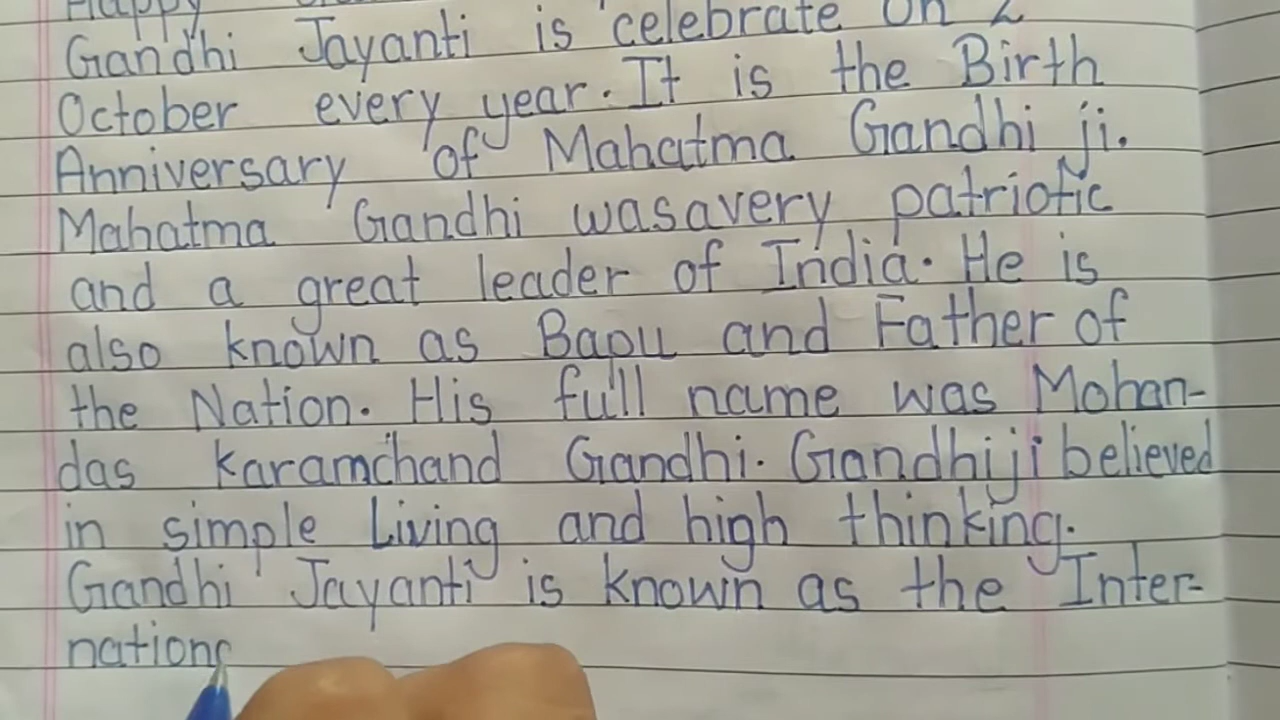 Happy
Gandhi Jayanti is celebrate on 2
October every year. It is the Birth
Anniversary of Mahatma Gandhi ji.
Mahatma Gandhi wasavery patriotic
and a great leader of India. He is
also known as Bapu and Father of
the Nation. His full name was Mohan-
das Karamchand Gandhi. Gandhiji believed
in simple Living and high thinking.
Gandhi Jayanti is known as the Inter-
nation